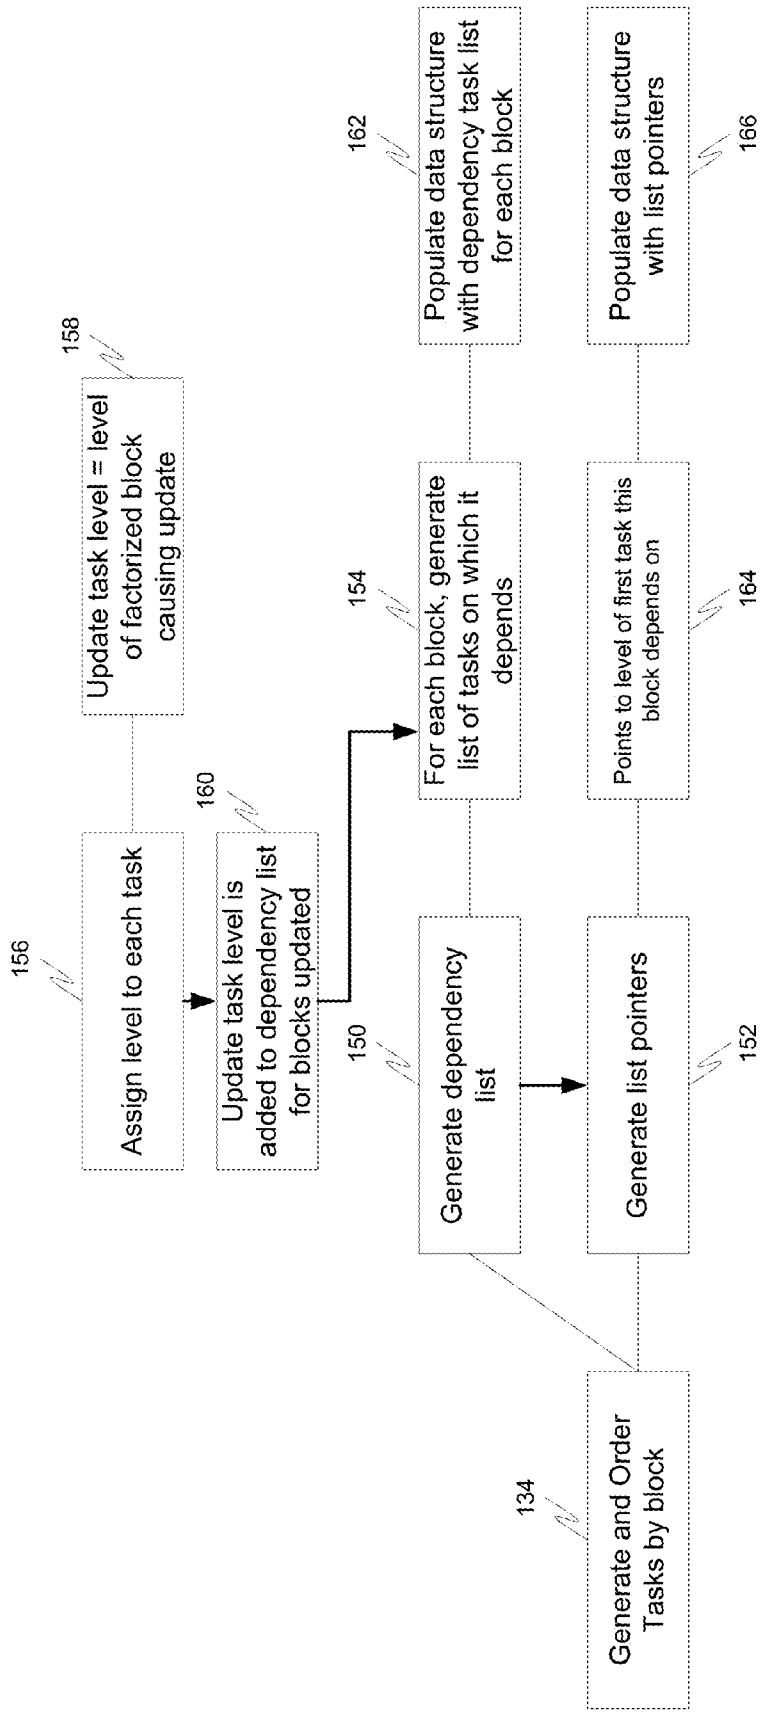 156
Assign level to each task
158
Update task level = level
of factorized block
causing update
160
Update task level is
added to dependency list
for blocks updated
150
Generate dependency
list
154
For each block, generate
list of tasks on which it
depends
162
Populate data structure
with dependency task list
for each block
134
Generate and Order
Tasks by block
Generate list pointers
152
Points to level of first task this
block depends on
164
Populate data structure
with list pointers
166